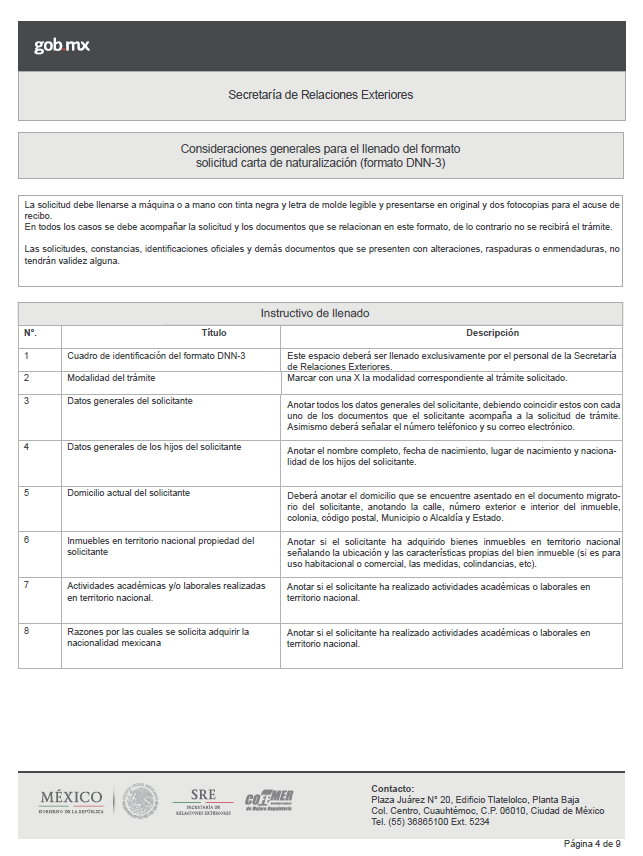 gob.mx
Secretaría de Relaciones Exteriores
Consideraciones generales para el llenado del formato
solicitud carta de naturalización (formato DNN-3)
La solicitud debe llenarse a máquina o a mano con tinta negra y letra de molde legible y presentarse en original y dos fotocopias para el acuse de
recibo.
En todos los casos se debe acompañar la solicitud y los documentos que se relacionan en este formato, de lo contrario no se recibirá el trámite.
Las solicitudes, constancias, identificaciones oficiales y demás documentos que se presenten con alteraciones, raspaduras o enmendaduras, no
tendrán validez alguna.
Instructivo de llenado
N°. Título Descripción
1 Cuadro de identificación del formato DNN-3 Este espacio deberá ser llenado exclusivamente por el personal de la Secretaría
de Relaciones Exteriores.
2 Modalidad del trámite Marcar con una X la modalidad correspondiente al trámite solicitado.
3 Datos generales del solicitante Anotar todos los datos generales del solicitante, debiendo coincidir estos con cada
uno de los documentos que el solicitante acompaña a la solicitud de trámite.
Asimismo deberá señalar el número teléfonico y su correo electrónico.
4 Datos generales de los hijos del solicitante Anotar el nombre completo, fecha de nacimiento, lugar de nacimiento y naciona-
lidad de los hijos del solicitante.
5 Domicilio actual del solicitante Deberá anotar el domicilio que se encuentre asentado en el documento migrato-
rio del solicitante, anotando la calle, número exterior e interior del inmueble,
colonia, código postal, Municipio o Alcaldía y Estado.
6 Inmuebles en territorio nacional propiedad del Anotar si el solicitante ha adquirido bienes inmuebles en territorio nacional
solicitante señalando la ubicación y las características propias del bien inmueble (si es para
uso habitacional o comercial, las medidas, colindancias, etc).
7 Actividades académicas y/o laborales realizadas Anotar si el solicitante ha realizado actividades académicas o laborales en
en territorio nacional. territorio nacional.
8 Razones por las cuales se solicita adquirir la Anotar si el solicitante ha realizado actividades académicas o laborales en
nacionalidad mexicana territorio nacional.
MÉXICO
GOBIERNO DE LA REPÚBLICA
SRE
SECRETARÍA DE
RELACIONES EXTERIORES
COFEMER
de Mejora Regulatoria
Contacto:
Plaza Juárez N° 20, Edificio Tlatelolco, Planta Baja
Col. Centro, Cuauhtémoc, C.P. 06010, Ciudad de México
Tel. (55) 36865100 Ext. 5234
Página 4 de 9